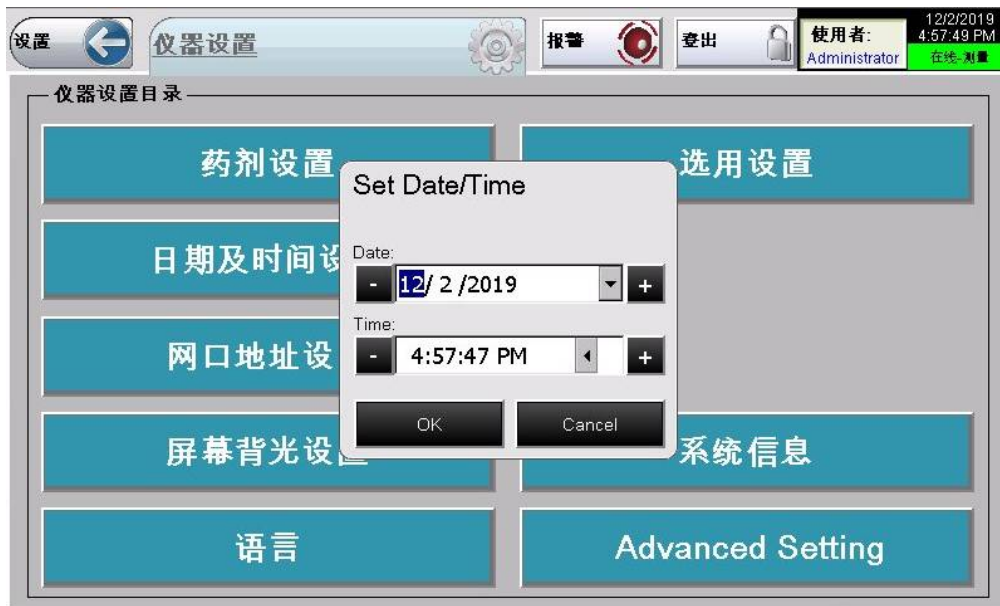 设置
仪器设置
报警
登出
使用者:
Administrator
12/2/2019
4:57:49 PM
在线-测量
仪器设置目录
药剂设置
选用设置
日期及时间设
网口地址设
屏幕背光设置
系统信息
语言
Advanced Setting
Set Date/Time
Date:
- 12/ 2 /2019 +
Time:
- 4:57:47 PM +
OK
Cancel